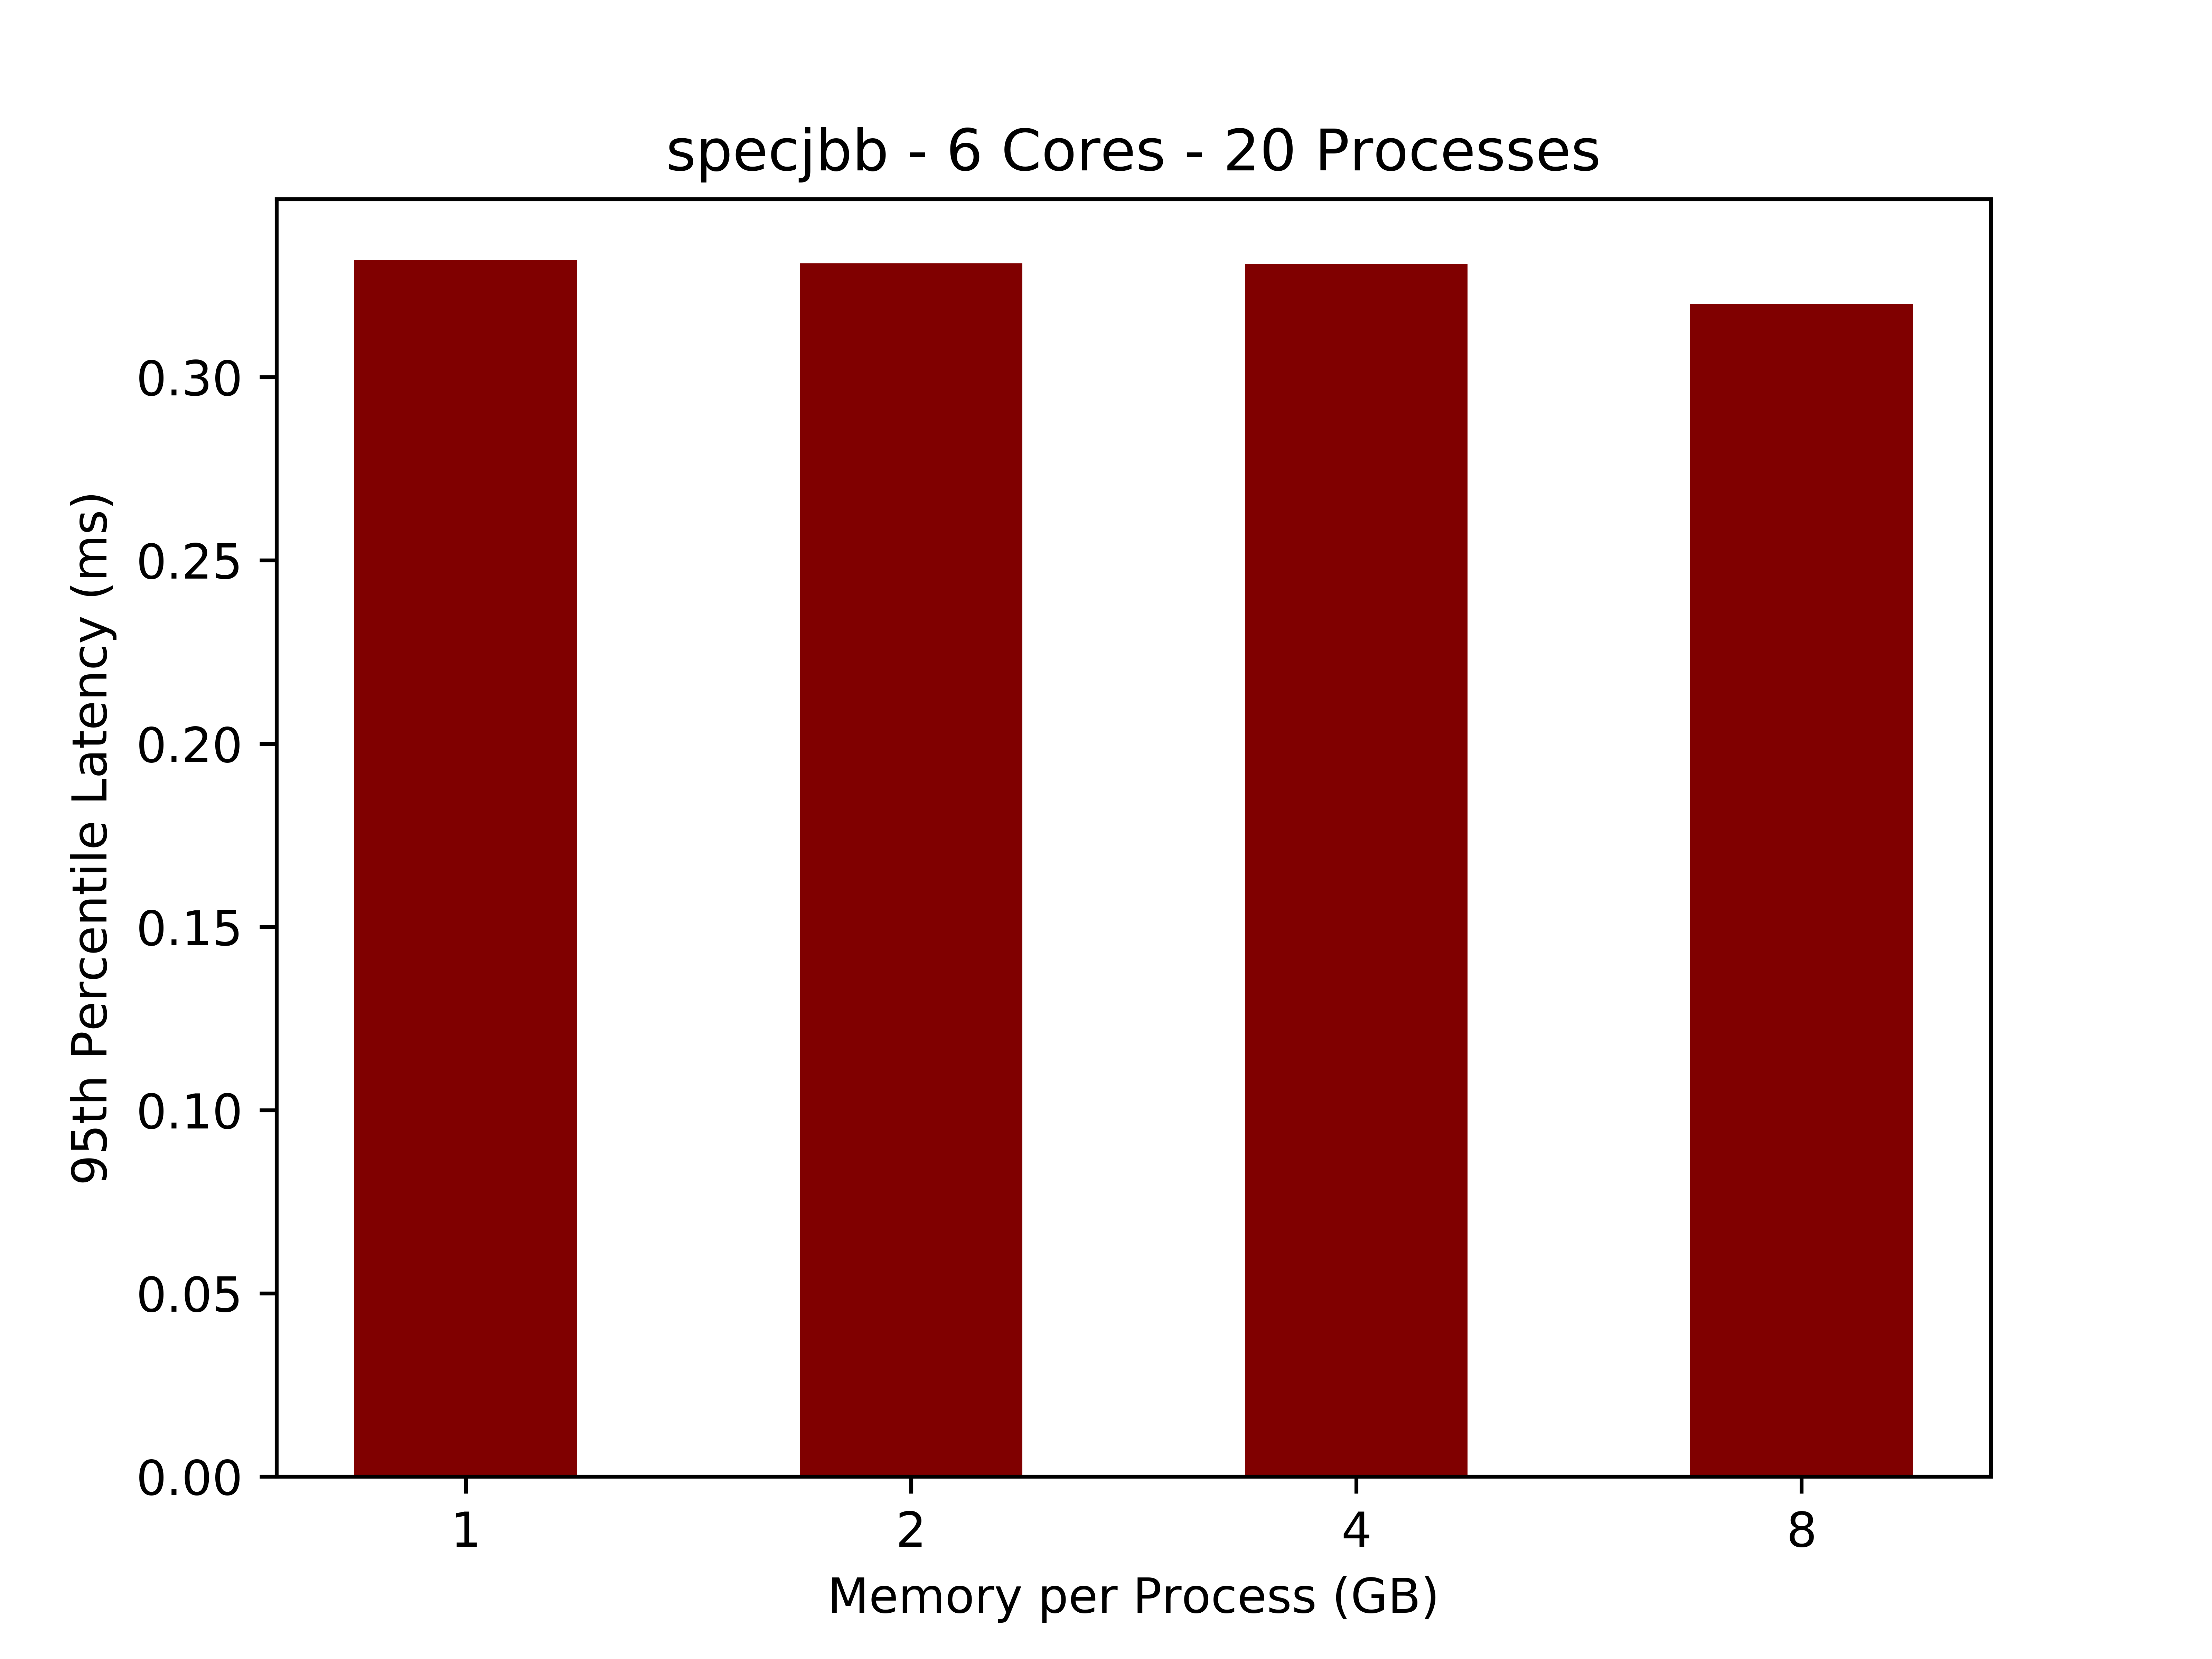 specjbb - 6 Cores - 20 Processes
95th Percentile Latency (ms)
0.30
0.25
0.20
0.15
0.10
0.05
0.00
1 2 4 8
Memory per Process (GB)